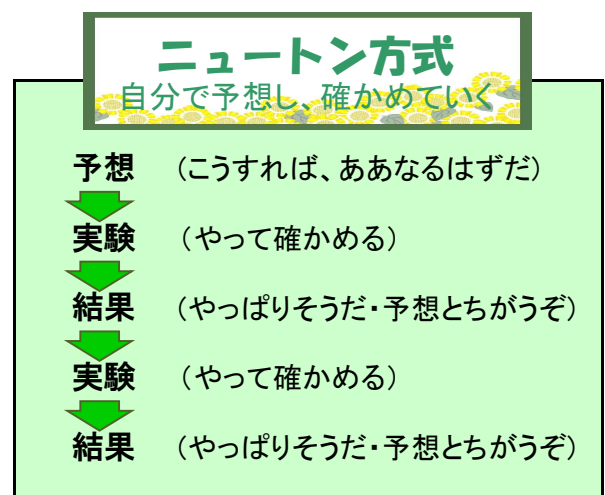 ニュートン方式
自分で予想し、確かめていく
予想 （こうすれば、ああなるはずだ）
実験 （やって確かめる）
結果 （やっぱりそうだ・予想とちがうぞ）
実験 （やって確かめる）
結果 （やっぱりそうだ・予想とちがうぞ）